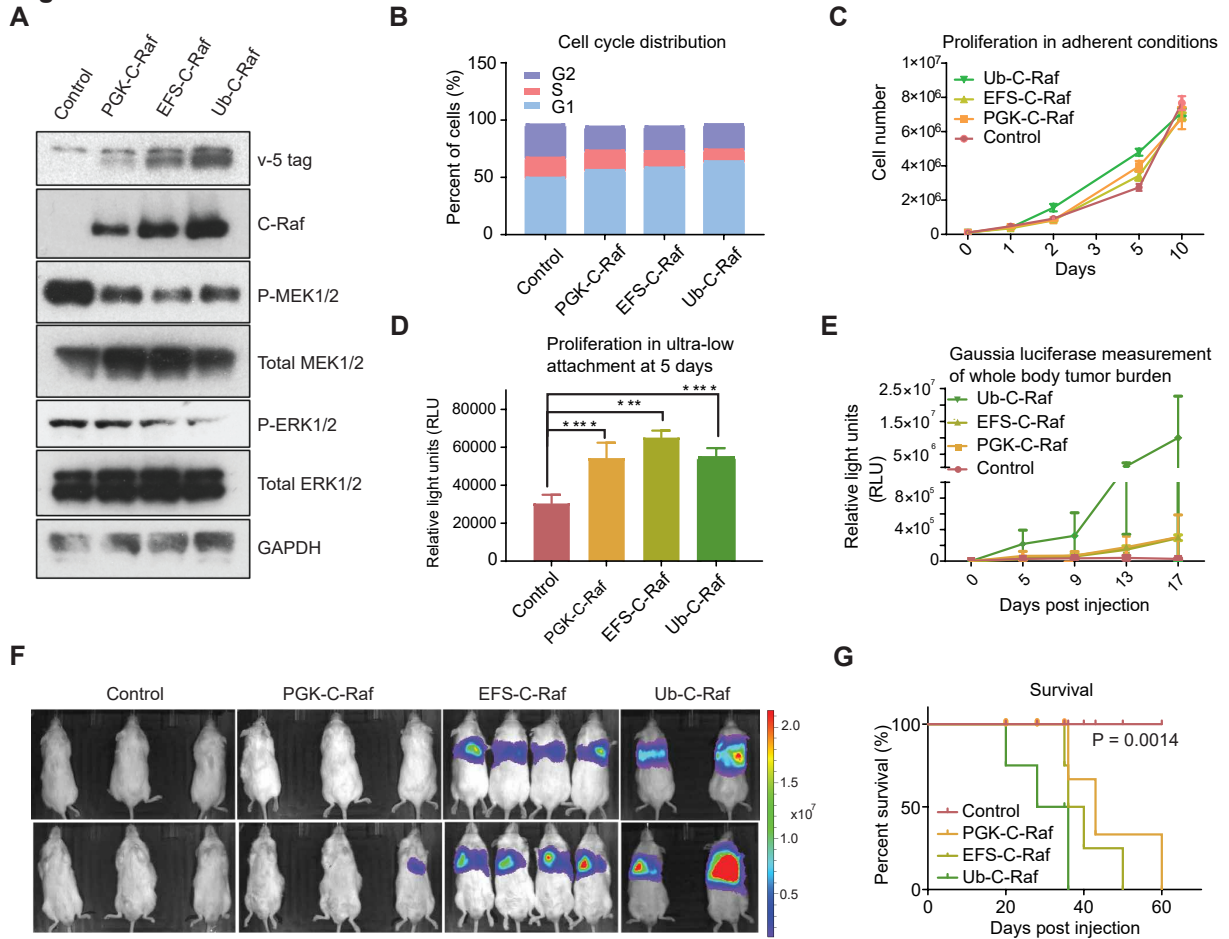 A
Control
PGK-C-Raf
EFS-C-Raf
Ub-C-Raf
v-5 tag
C-Raf
P-MEK1/2
Total MEK1/2
P-ERK1/2
Total ERK1/2
GAPDH
B
Cell cycle distribution
Percent of cells (%)
150
100
50
0
G2
S
G1
Control
PGK-C-Raf
EFS-C-Raf
Ub-C-Raf
C
Proliferation in adherent conditions
Cell number
1×10⁷
8×10⁶
6×10⁶
4×10⁶
2×10⁶
0
Ub-C-Raf
EFS-C-Raf
PGK-C-Raf
Control
0 1 2 3 5 10
Days
D
Proliferation in ultra-low
attachment at 5 days
Relative light units (RLU
80000
60000
40000
20000
0
* ** *
* **
* ** *
Control
PGK-C-Raf
EFS-C-Raf
Ub-C-Raf
E
Gaussia luciferase measurement
of whole body tumor burden
Relative light units
(RLU)
2.5×10⁷
1.5×10⁷
5×10⁶
8×10⁵
4×10⁵
0
Ub-C-Raf
EFS-C-Raf
PGK-C-Raf
Control
0 5 9 13 17
Days post injection
F
Control PGK-C-Raf EFS-C-Raf Ub-C-Raf
2.0
1.5
x10⁷
1.0
0.5
G
Survival
Percent survival (%)
100
50
0
P = 0.0014
Control
PGK-C-Raf
EFS-C-Raf
Ub-C-Raf
0 20 40 60
Days post injection